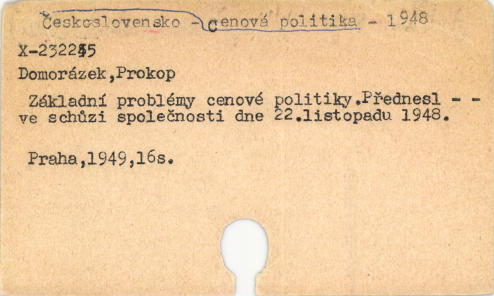 Československo - cenová politika - 1948
X-232245
Domorázek,Prokop
Základní problémy cenové politiky.Přednesl - -
ve schůzi společnosti dne 22.listopadu 1948.
Praha,1949,16s.